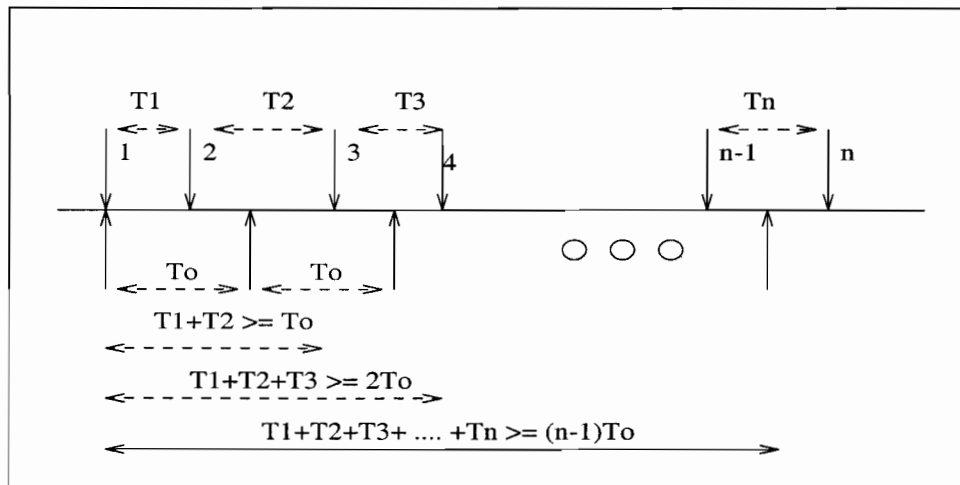 T1 T2 T3 Tn
1 2 3 4 n-1 n
To To
T1+T2 >= To
T1+T2+T3 >= 2To
T1+T2+T3+ .... +Tn >= (n-1)To